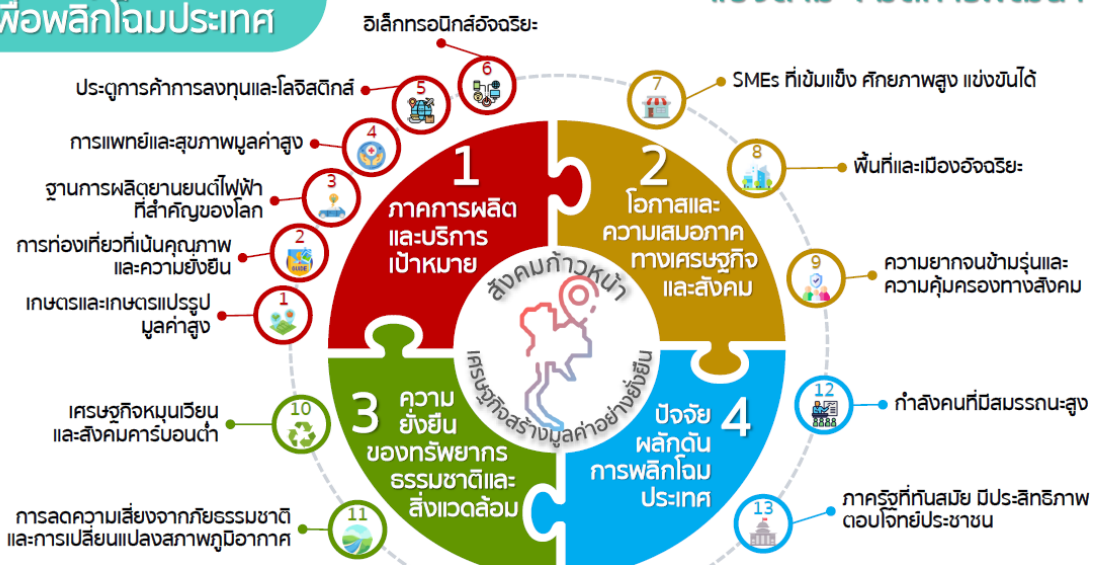 เพื่อพลิกโฉมประเทศ
อิเล็กทรอนิกส์อัจฉริยะ
6
ประตูการค้าการลงทุนและโลจิสติกส์
5
การแพทย์และสุขภาพมูลค่าสูง
4
ฐานการผลิตยานยนต์ไฟฟ้า
ที่สำคัญของโลก
3
การท่องเที่ยวที่เน้นคุณภาพ
และความยั่งยืน
2
GUIDE
เกษตรและเกษตรแปรรูป
มูลค่าสูง
1
1
ภาคการผลิต
และบริการ
เป้าหมาย
2
โอกาสและ
ความเสมอภาค
ทางเศรษฐกิจ
และสังคม
7
SMEs ที่เข้มแข็ง ศักยภาพสูง แข่งขันได้
8
พื้นที่และเมืองอัจฉริยะ
9
ความยากจนข้ามรุ่นและ
ความคุ้มครองทางสังคม
สังคมก้าวหน้า
เศรษฐกิจสร้างมูลค่าอย่างยั่งยืน
3
ความ
ยั่งยืน
ของทรัพยากร
ธรรมชาติและ
สิ่งแวดล้อม
10
เศรษฐกิจหมุนเวียน
และสังคมคาร์บอนต่ำ
11
การลดความเสี่ยงจากภัยธรรมชาติ
และการเปลี่ยนแปลงสภาพภูมิอากาศ
4
ปัจจัย
ผลักดัน
การพลิกโฉม
ประเทศ
12
กำลังคนที่มีสมรรถนะสูง
13
ภาครัฐที่ทันสมัย มีประสิทธิภาพ
ตอบโจทย์ประชาชน